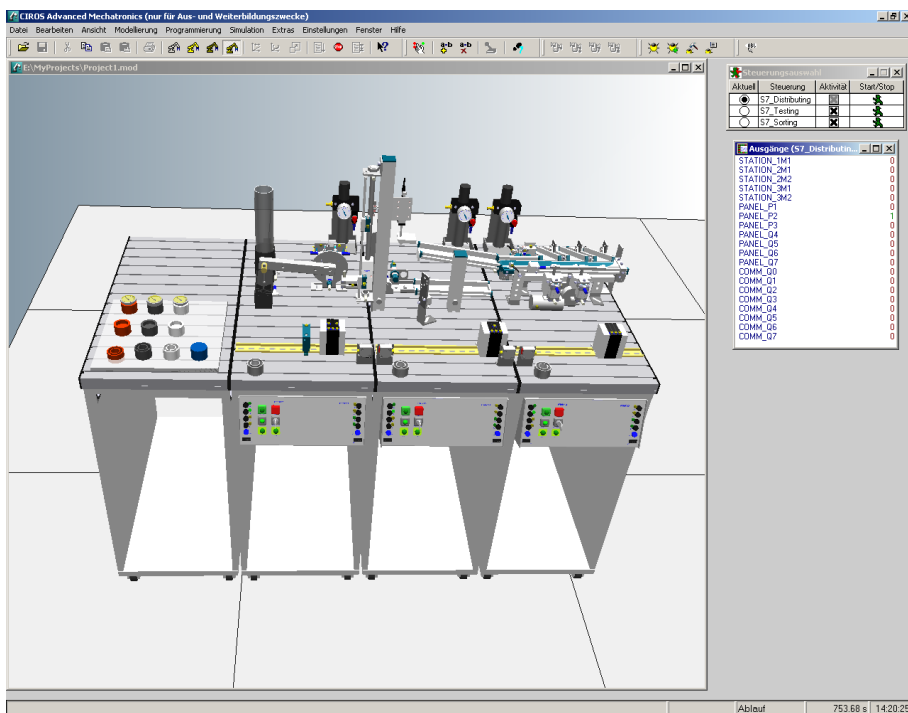 CIROS Advanced Mechatronics (nur für Aus- und Weiterbildungszwecke)
Datei Bearbeiten Ansicht Modellierung Programmierung Simulation Extras Einstellungen Fenster Hilfe
E:\MyProjects\Project1.mod
Steuerungsauswahl
Aktuell Steuerung Aktivität Start/Stop
S7_Distributing
S7_Testing
S7_Sorting
Ausgänge (S7_Distributin...
STATION_1M1 0
STATION_2M1 0
STATION_2M2 0
STATION_3M1 0
STATION_3M2 0
PANEL_P1 0
PANEL_P2 1
PANEL_P3 0
PANEL_Q4 0
PANEL_Q5 0
PANEL_Q6 0
PANEL_Q7 0
COMM_Q0 0
COMM_Q1 0
COMM_Q2 0
COMM_Q3 0
COMM_Q4 0
COMM_Q5 0
COMM_Q6 0
COMM_Q7 0
Ablauf 753.68 s 14:20:25